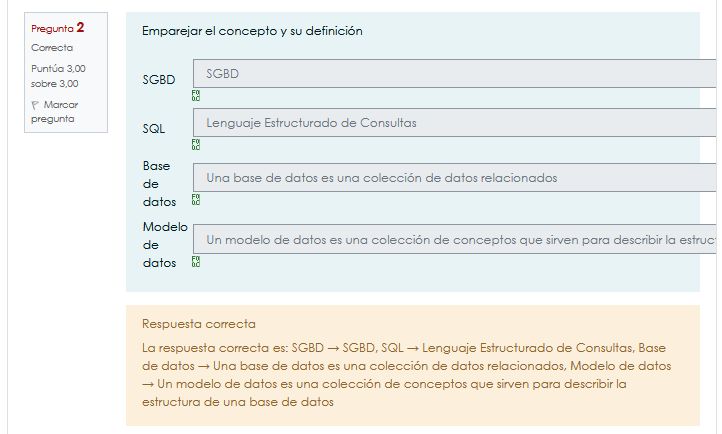 Pregunta 2
Correcta
Puntúa 3,00
sobre 3,00
Marcar
pregunta
Emparejar el concepto y su definición
SGBD
SGBD
SQL
Lenguaje Estructurado de Consultas
Base
de
datos
Una base de datos es una colección de datos relacionados
Modelo
de
datos
Un modelo de datos es una colección de conceptos que sirven para describir la estruct
Respuesta correcta
La respuesta correcta es: SGBD → SGBD, SQL → Lenguaje Estructurado de Consultas, Base
de datos → Una base de datos es una colección de datos relacionados, Modelo de datos
→ Un modelo de datos es una colección de conceptos que sirven para describir la
estructura de una base de datos